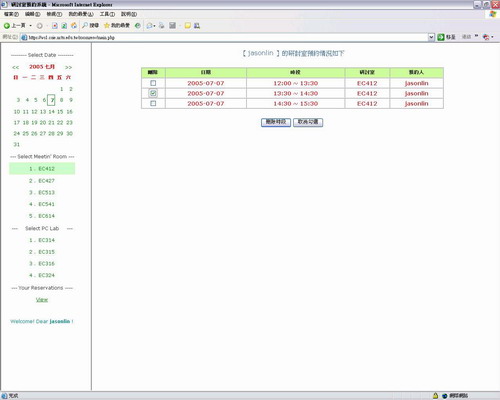 研討室預約系統 - Microsoft Internet Explorer
檔案(F) 編輯(E) 檢視(V) 我的最愛(A) 工具(T) 說明(H)
上一頁 搜尋 我的最愛
網址(D) 移至 連結
-------- Select Date --------
<< 2005 七月 >>
日 一 二 三 四 五 六
1 2
3 4 5 6 7 8 9
10 11 12 13 14 15 16
17 18 19 20 21 22 23
24 25 26 27 28 29 30
31
--- Select Meetin' Room ---
1 . EC412
2 . EC427
3 . EC513
4 . EC541
5 . EC614
--- Select PC Lab ---
1 . EC314
2 . EC315
3 . EC316
4 . EC324
--- Your Reservations ---
View
Welcome! Dear jasonlin !
【 jasonlin 】的研討室預約情況如下
刪除 日期 時段 研討室 預約人
2005-07-07 12:00 ~ 13:30 EC412 jasonlin
2005-07-07 13:30 ~ 14:30 EC412 jasonlin
2005-07-07 14:30 ~ 15:30 EC412 jasonlin
刪除時段 取消勾選
完成 網際網路